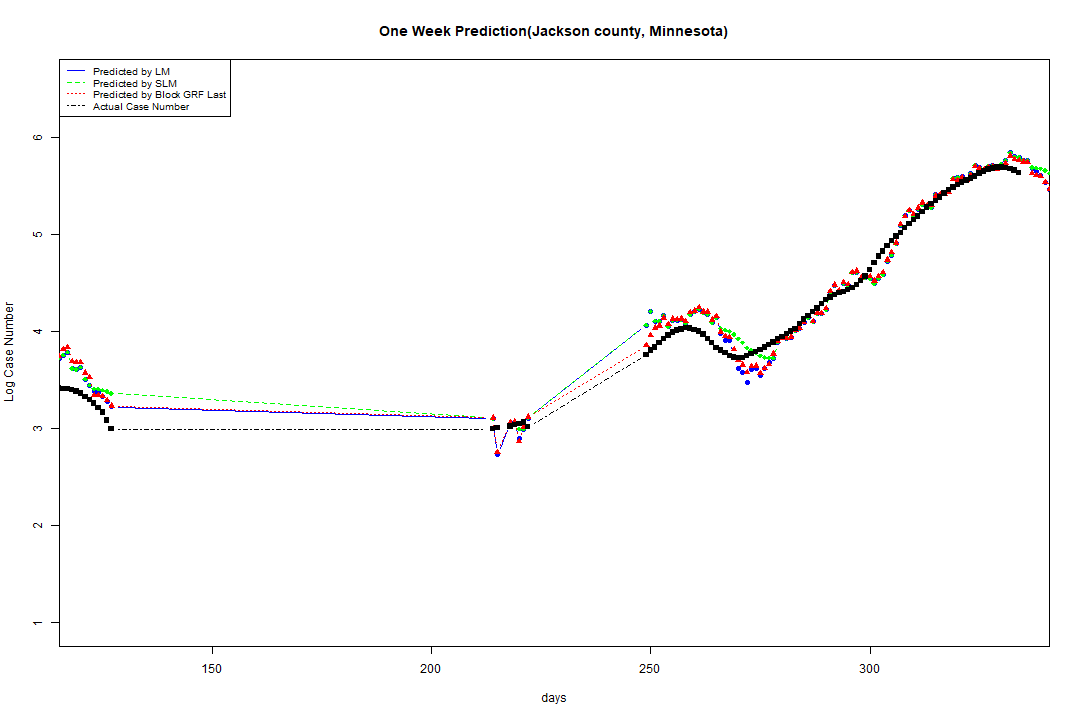 One Week Prediction(Jackson county, Minnesota)
Predicted by LM
Predicted by SLM
Predicted by Block GRF Last
Actual Case Number
Log Case Number
6
5
4
3
2
1
150 200 250 300
days